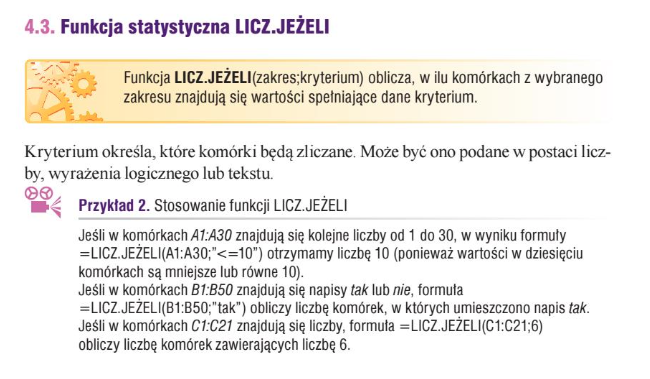 4.3. Funkcja statystyczna LICZ.JEŻELI
Funkcja LICZ.JEŻELI(zakres;kryterium) oblicza, w ilu komórkach z wybranego
zakresu znajdują się wartości spełniające dane kryterium.
Kryterium określa, które komórki będą zliczane. Może być ono podane w postaci licz-
by, wyrażenia logicznego lub tekstu.
Przykład 2. Stosowanie funkcji LICZ.JEŻELI
Jeśli w komórkach A1:A30 znajdują się kolejne liczby od 1 do 30, w wyniku formuły
=LICZ.JEŻELI(A1:A30;"<=10") otrzymamy liczbę 10 (ponieważ wartości w dziesięciu
komórkach są mniejsze lub równe 10).
Jeśli w komórkach B1:B50 znajdują się napisy tak lub nie, formuła
=LICZ.JEŻELI(B1:B50;"tak") obliczy liczbę komórek, w których umieszczono napis tak.
Jeśli w komórkach C1:C21 znajdują się liczby, formuła =LICZ.JEŻELI(C1:C21;6)
obliczy liczbę komórek zawierających liczbę 6.